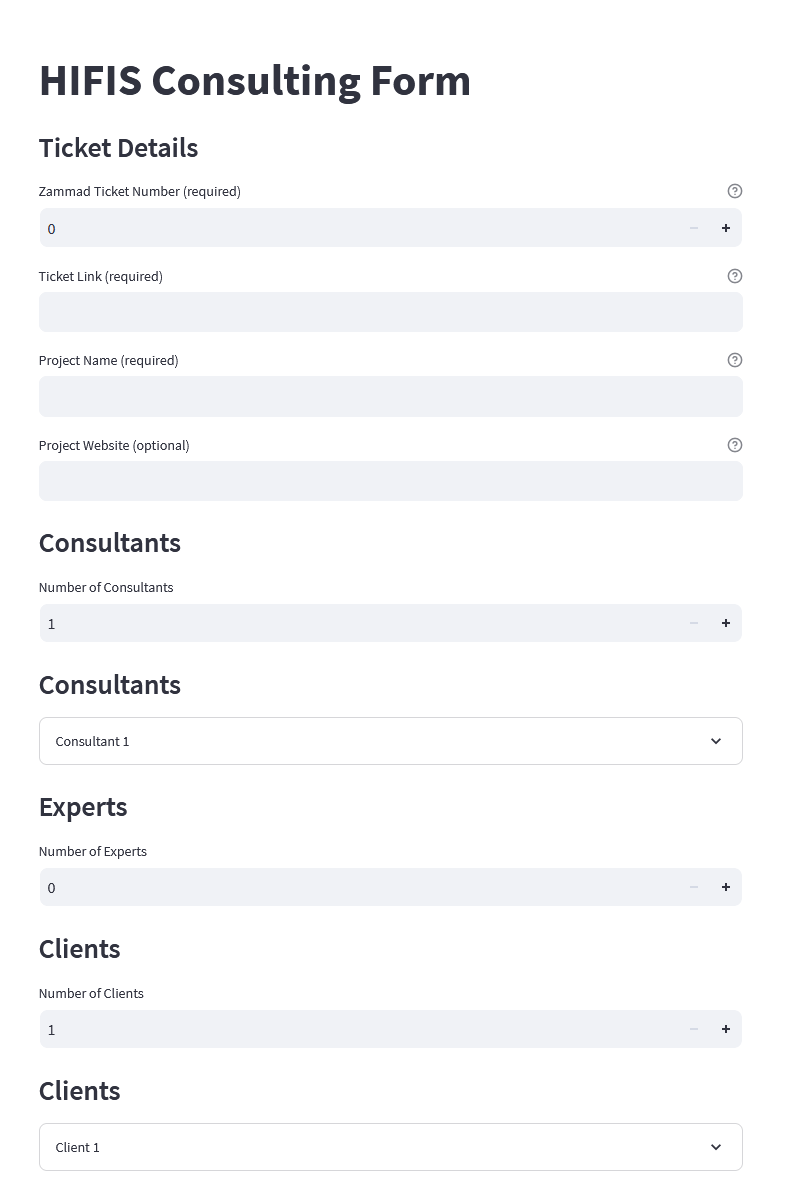 HIFIS Consulting Form
Ticket Details
Zammad Ticket Number (required)
0
Ticket Link (required)
Project Name (required)
Project Website (optional)
Consultants
Number of Consultants
1
Consultants
Consultant 1
Experts
Number of Experts
0
Clients
Number of Clients
1
Clients
Client 1